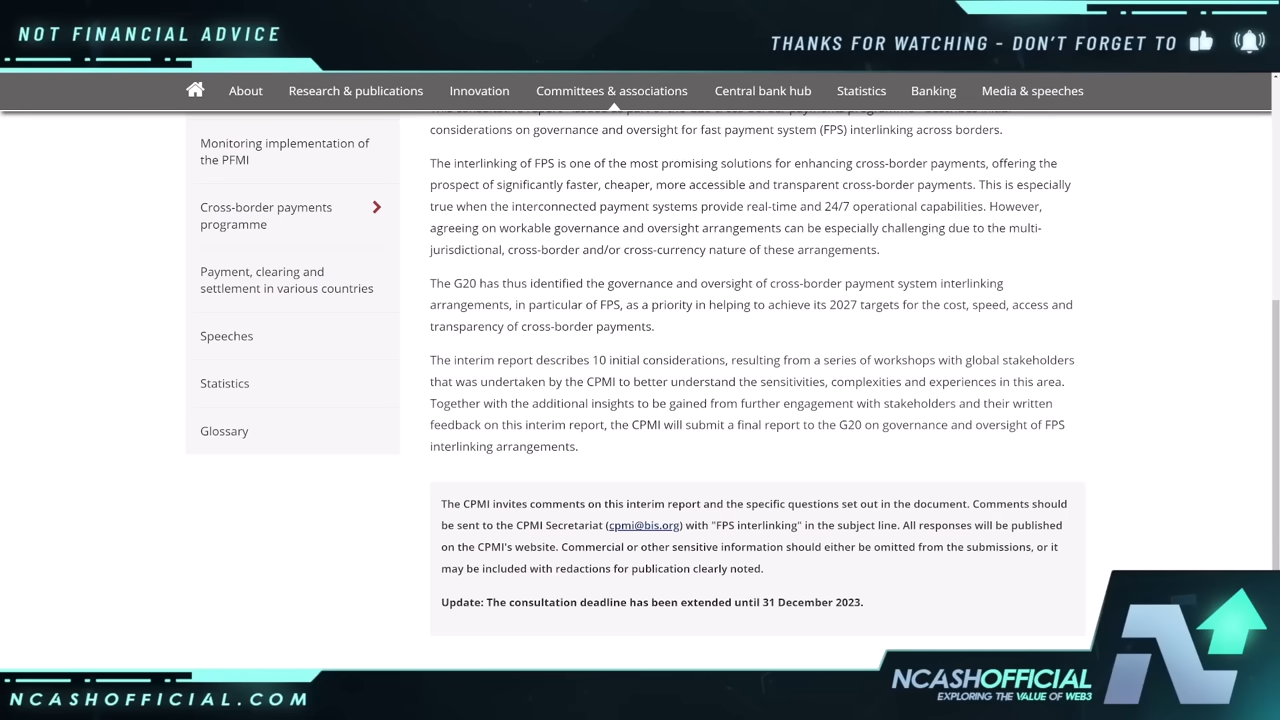 NOT FINANCIAL ADVICE
THANKS FOR WATCHING - DON'T FORGET TO
About Research & publications Innovation Committees & associations Central bank hub Statistics Banking Media & speeches
Monitoring implementation of
the PFMI
Cross-border payments
programme
Payment, clearing and
settlement in various countries
Speeches
Statistics
Glossary
considerations on governance and oversight for fast payment system (FPS) interlinking across borders.
The interlinking of FPS is one of the most promising solutions for enhancing cross-border payments, offering the
prospect of significantly faster, cheaper, more accessible and transparent cross-border payments. This is especially
true when the interconnected payment systems provide real-time and 24/7 operational capabilities. However,
agreeing on workable governance and oversight arrangements can be especially challenging due to the multi-
jurisdictional, cross-border and/or cross-currency nature of these arrangements.
The G20 has thus identified the governance and oversight of cross-border payment system interlinking
arrangements, in particular of FPS, as a priority in helping to achieve its 2027 targets for the cost, speed, access and
transparency of cross-border payments.
The interim report describes 10 initial considerations, resulting from a series of workshops with global stakeholders
that was undertaken by the CPMI to better understand the sensitivities, complexities and experiences in this area.
Together with the additional insights to be gained from further engagement with stakeholders and their written
feedback on this interim report, the CPMI will submit a final report to the G20 on governance and oversight of FPS
interlinking arrangements.
The CPMI invites comments on this interim report and the specific questions set out in the document. Comments should
be sent to the CPMI Secretariat (cpmi@bis.org) with "FPS interlinking" in the subject line. All responses will be published
on the CPMI's website. Commercial or other sensitive information should either be omitted from the submissions, or it
may be included with redactions for publication clearly noted.
Update: The consultation deadline has been extended until 31 December 2023.
NCASHOFFICIAL.COM
NCASHOFFICIAL
EXPLORING THE VALUE OF WEB3